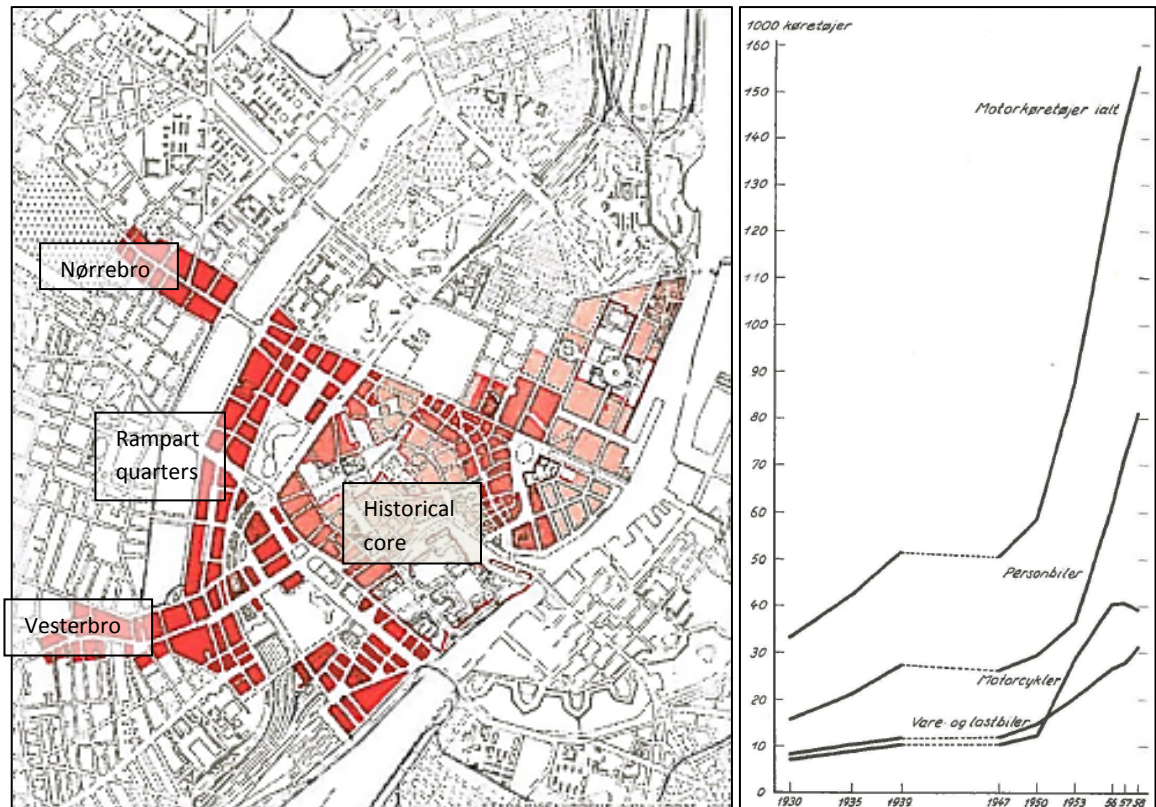 Nørrebro
Rampart
quarters
Historical
core
Vesterbro
1000 køretøjer
160
150
140
130
120
110
100
90
80
70
60
50
40
30
20
10
0
Motorkøretøjer ialt
Personbiler
Motorcykler
Vare- og lastbiler
1930 1935 1939 1947 1950 1953 56 57 58